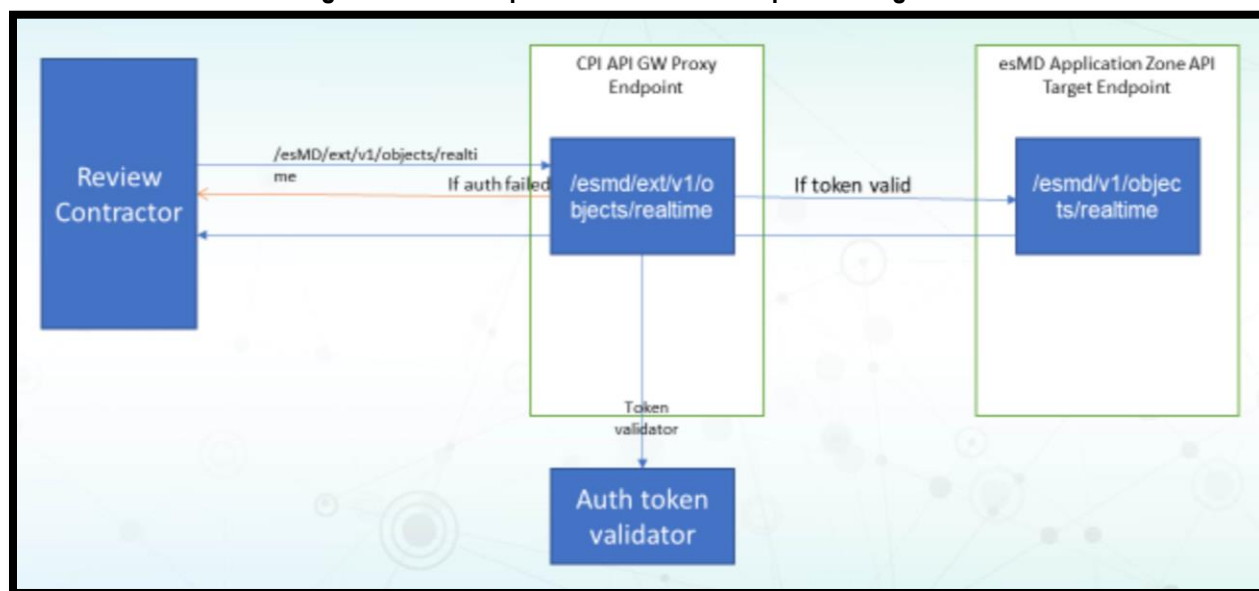 CPI API GW Proxy
Endpoint
esMD Application Zone API
Target Endpoint
Review
Contractor
/esMD/ext/v1/objects/realti
me
If auth failed
/esmd/ext/v1/o
bjects/realtime
If token valid
/esmd/v1/objec
ts/realtime
Token
validator
Auth token
validator